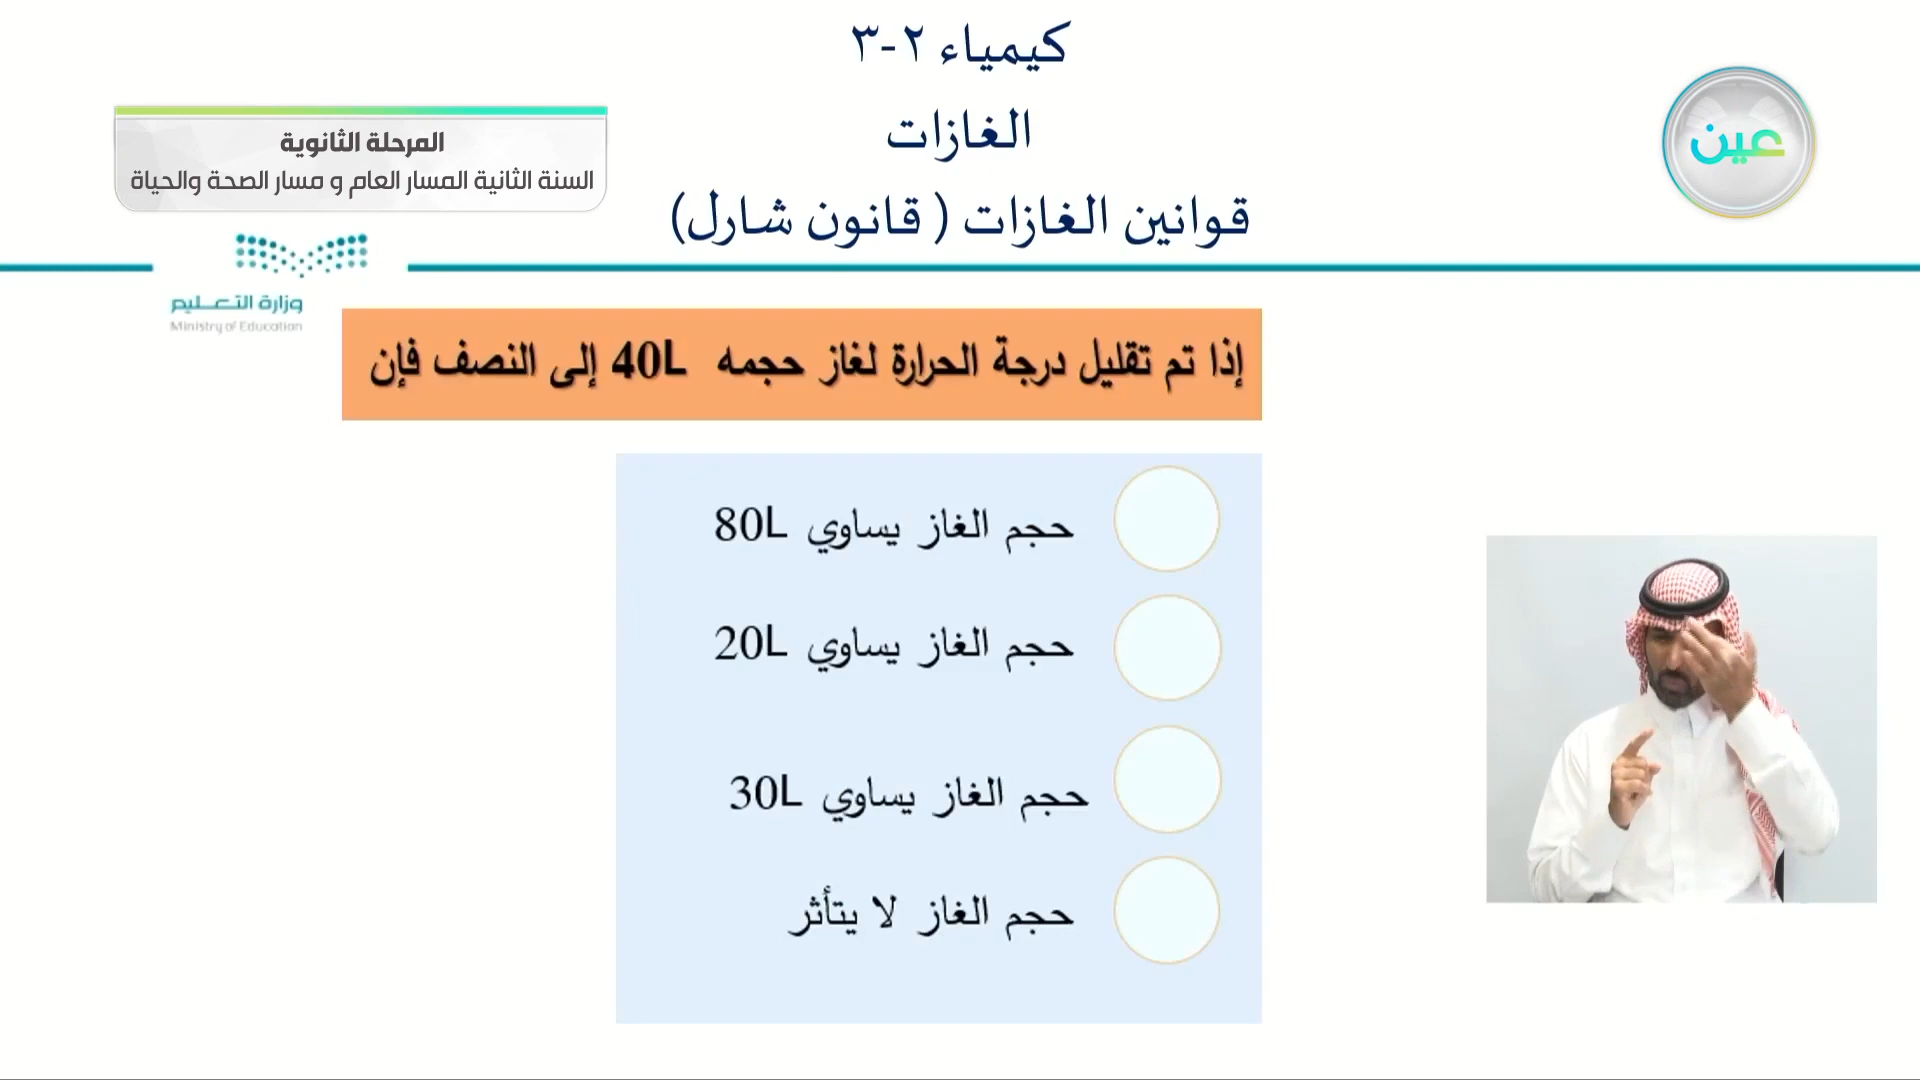 كيمياء ٢-٣
الغازات
قوانين الغازات ( قانون شارل)
عين
المرحلة الثانوية
السنة الثانية المسار العام و مسار الصحة والحياة
وزارة التعليم
Ministry of Education
إذا تم تقليل درجة الحرارة لغاز حجمه 40L إلى النصف فإن
حجم الغاز يساوي 80L
حجم الغاز يساوي 20L
حجم الغاز يساوي 30L
حجم الغاز لا يتأثر